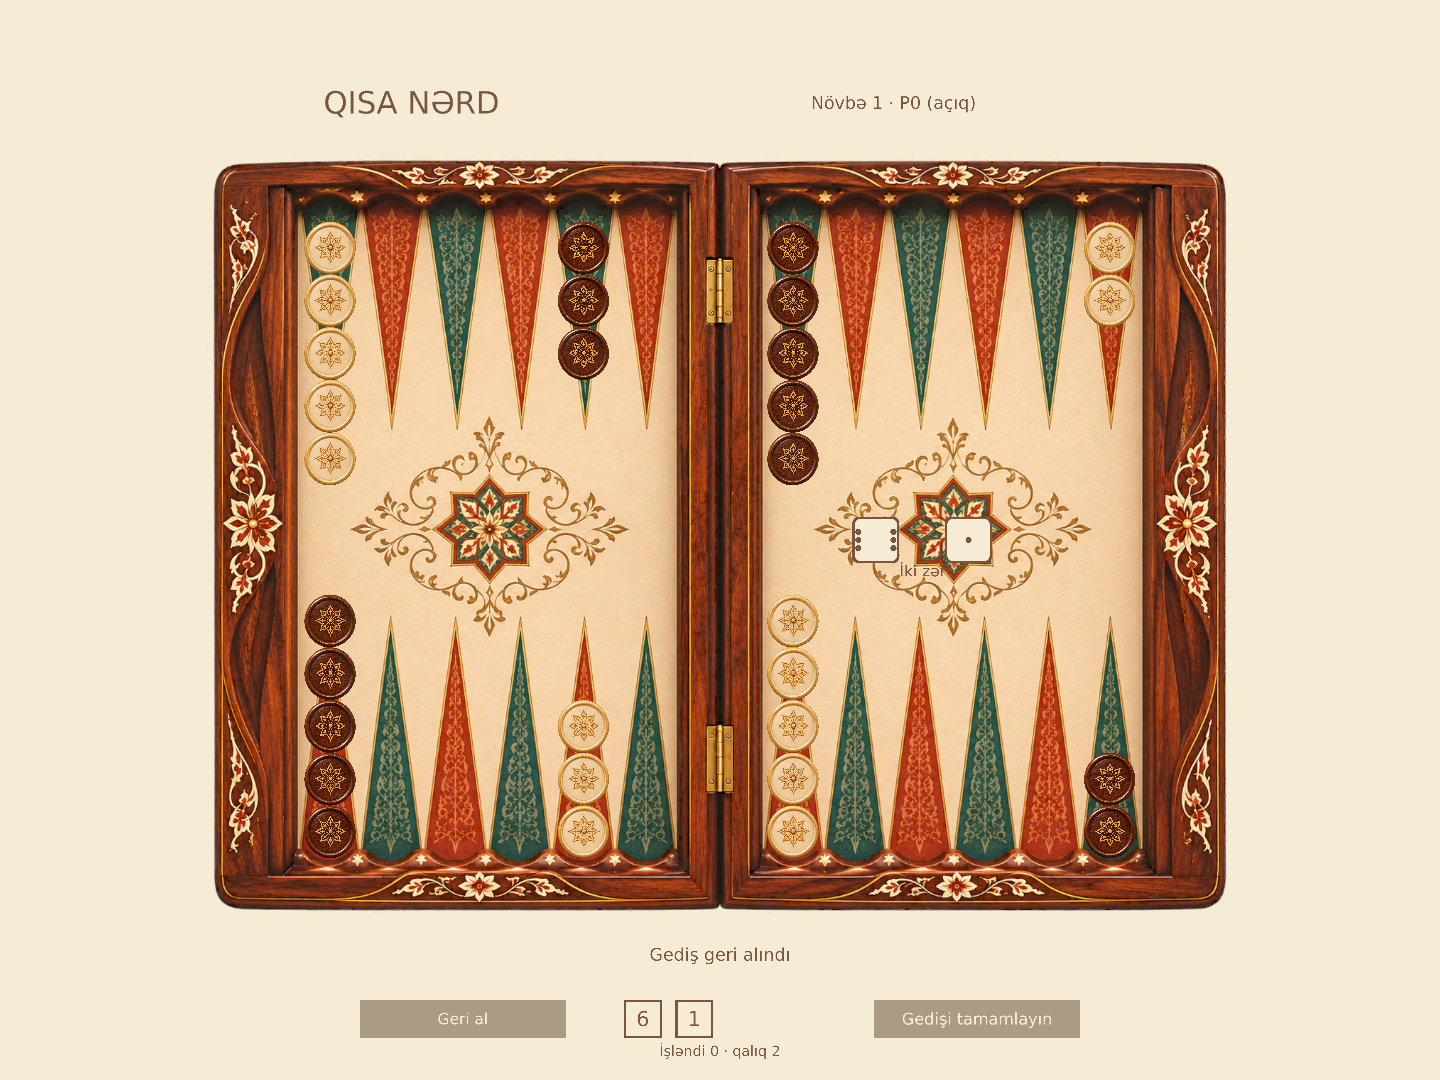 QISA NƏRD
Növbə 1 · P0 (açıq)
İki zər
Gediş geri alındı
Geri al
6
1
Gedişi tamamlayın
İşləndi 0 · qalıq 2